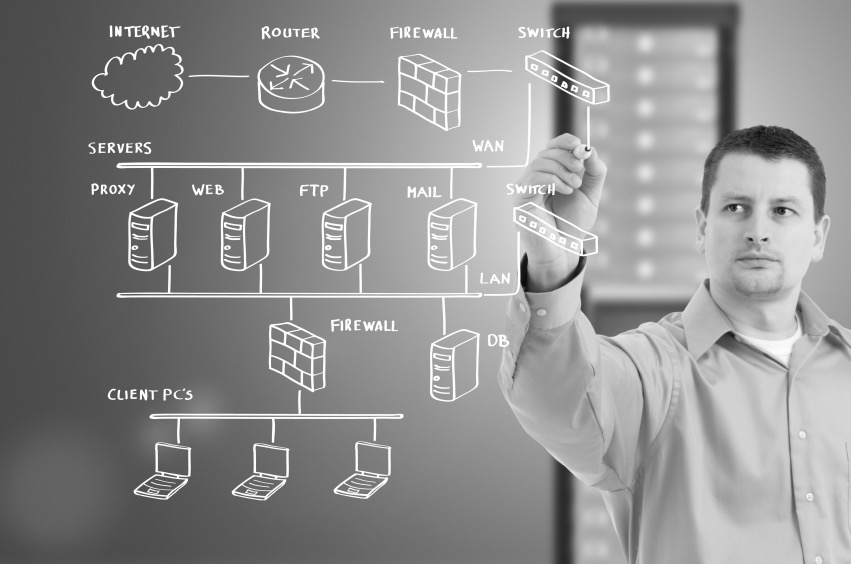 INTERNET
ROUTER
FIREWALL
SWITCH
SERVERS
WAN
PROXY
WEB
FTP
MAIL
SWITCH
LAN
FIREWALL
DB
CLIENT PC'S